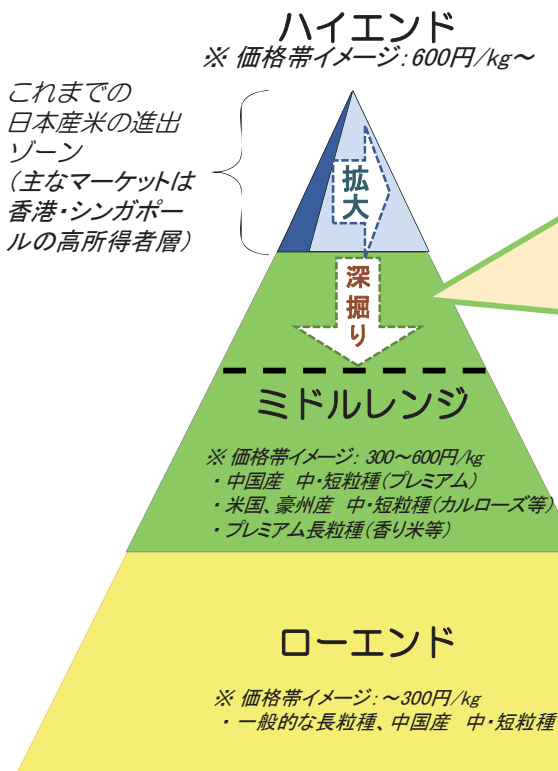 ハイエンド
※ 価格帯イメージ：600円/kg～
これまでの
日本産米の進出
ゾーン
(主なマーケットは
香港・シンガポー
ルの高所得者層)
拡大
深掘り
ミドルレンジ
※ 価格帯イメージ：300～600円/kg
・中国産 中・短粒種(プレミアム)
・米国、豪州産 中・短粒種(カルローズ等)
・プレミアム長粒種(香り米等)
ローエンド
※ 価格帯イメージ：～300円/kg
・一般的な長粒種、中国産 中・短粒種